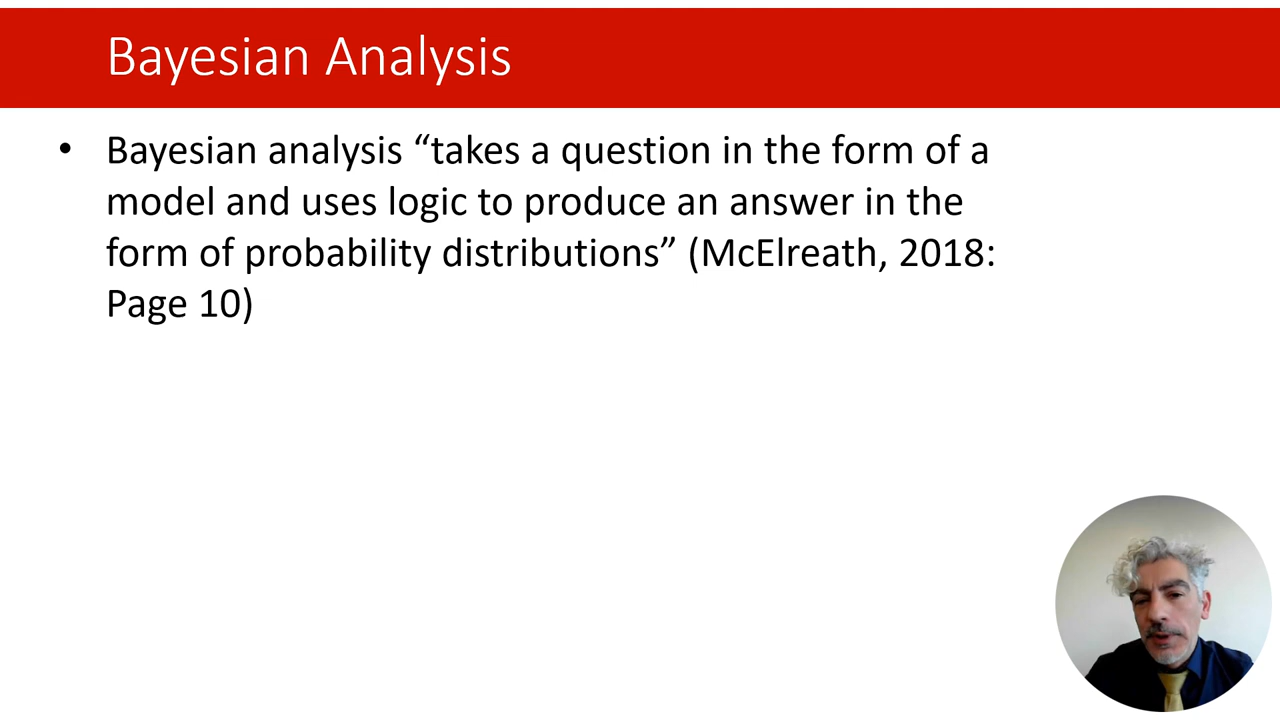 Bayesian Analysis
• Bayesian analysis “takes a question in the form of a
model and uses logic to produce an answer in the
form of probability distributions” (McElreath, 2018:
Page 10)